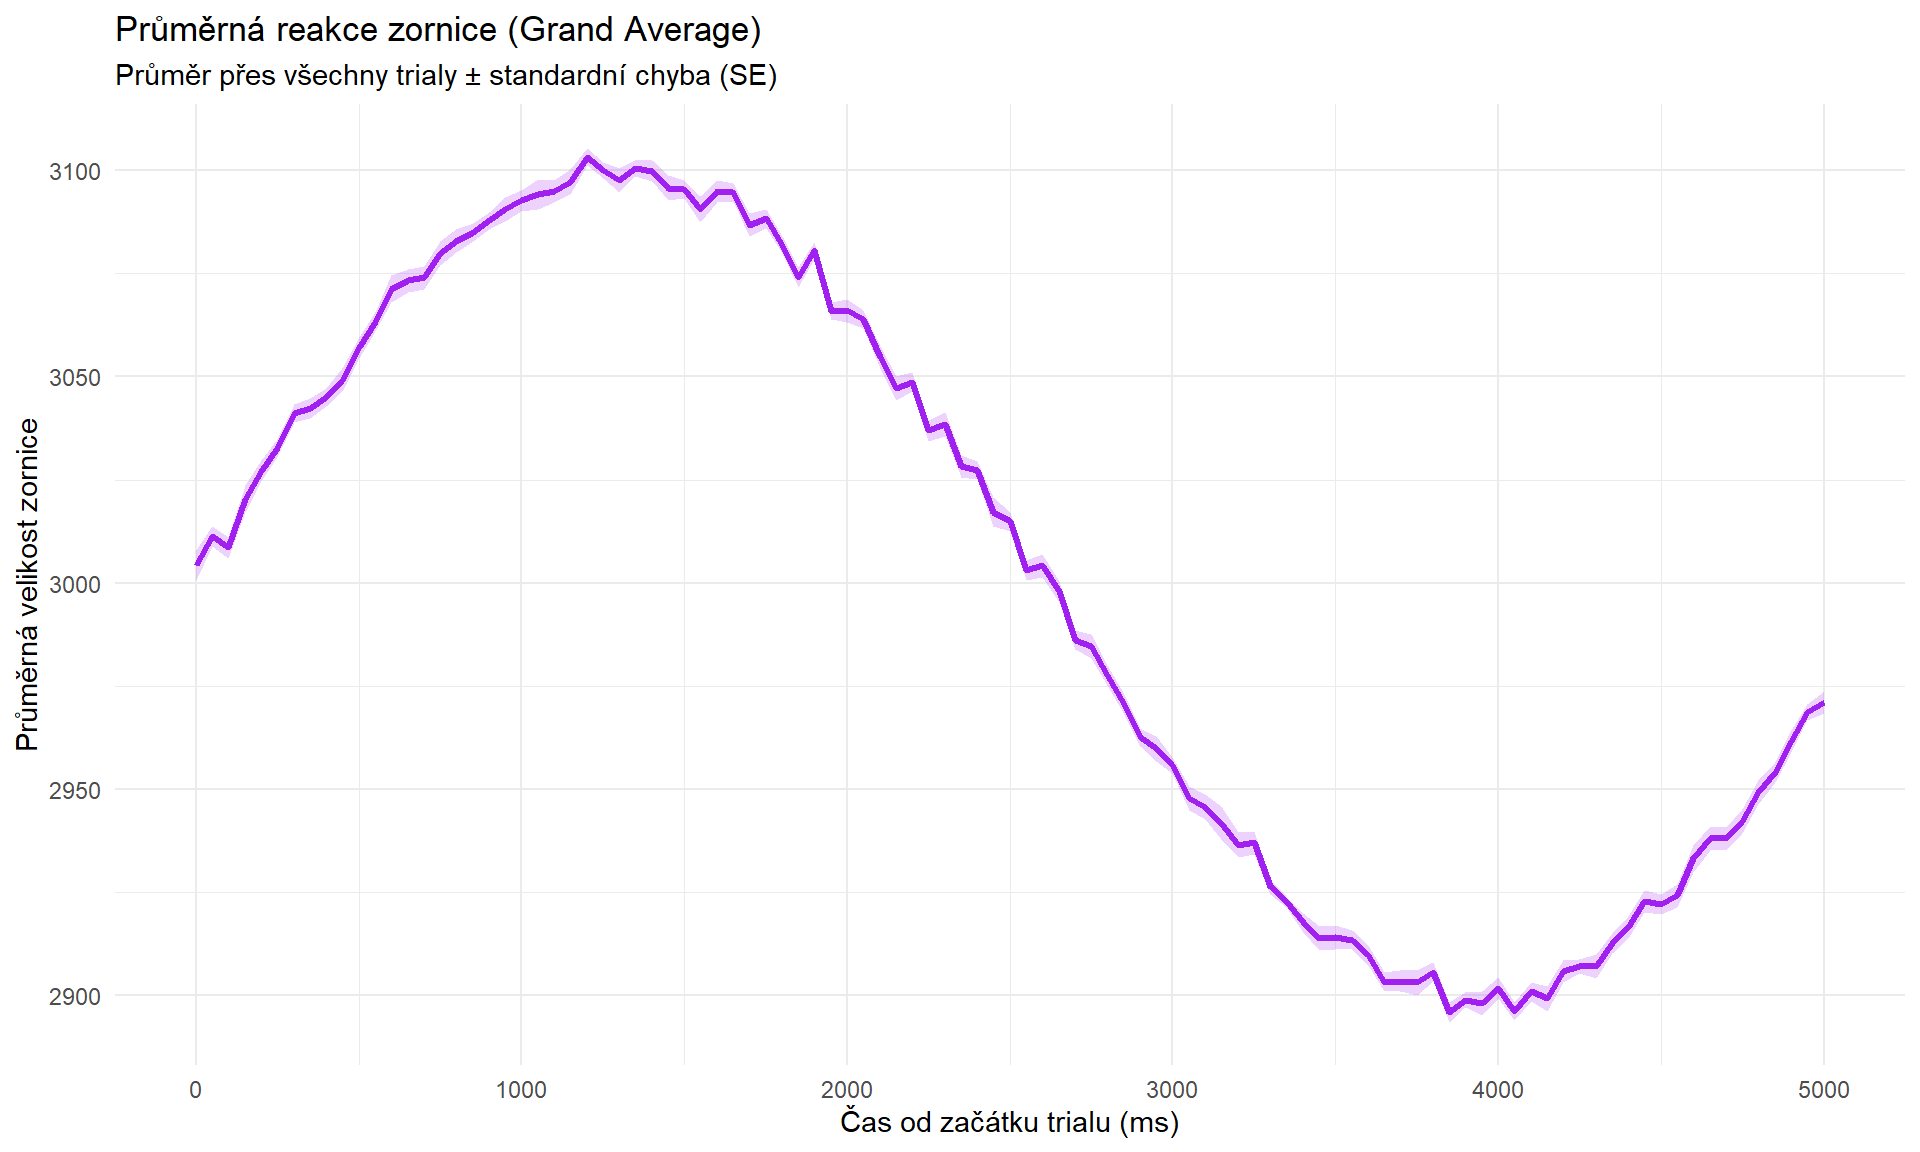 Průměrná reakce zornice (Grand Average)
Průměr přes všechny trialy ± standardní chyba (SE)
Průměrná velikost zornice
3100
3050
3000
2950
2900
0 1000 2000 3000 4000 5000
Čas od začátku trialu (ms)